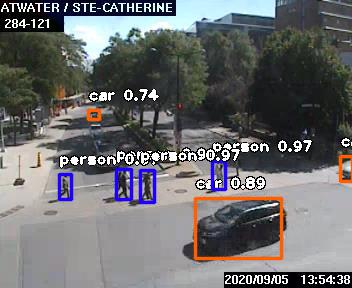 ATWATER / STE-CATHERINE
284-121
car 0.74
person 0.97
car 0.89
2020/09/05 13:54:38